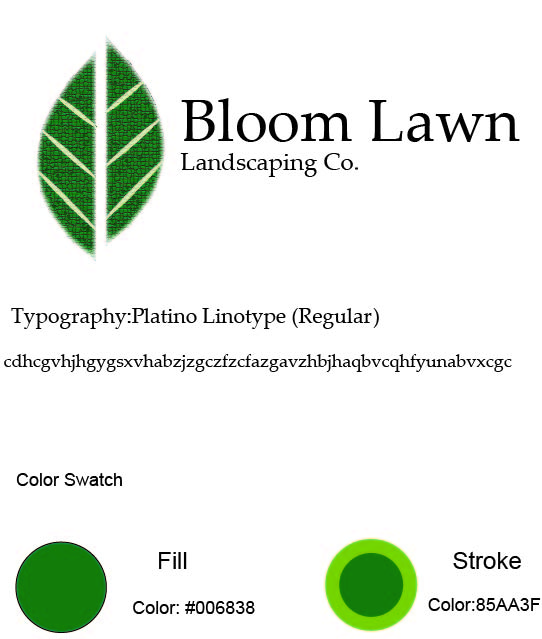 Bloom Lawn
Landscaping Co.
Typography:Platino Linotype (Regular)
cdhcgvhjhgygsxvhabzjzgczfzcfazgavzhbjhaqbvcqhfyunabvxcgc
Color Swatch
Fill
Color: #006838
Stroke
Color:85AA3F